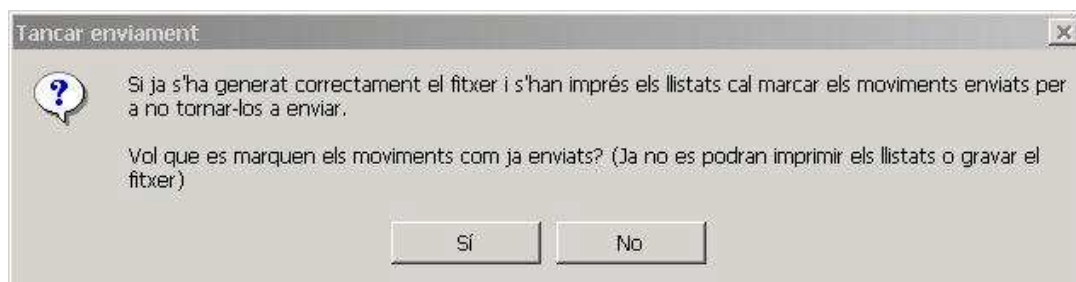 Tancar enviament
Si ja s'ha generat correctament el fitxer i s'han imprés els llistats cal marcar els moviments enviats per
a no tornar-los a enviar.
Vol que es marquen els moviments com ja enviats? (Ja no es podran imprimir els llistats o gravar el
fitxer)
Sí No